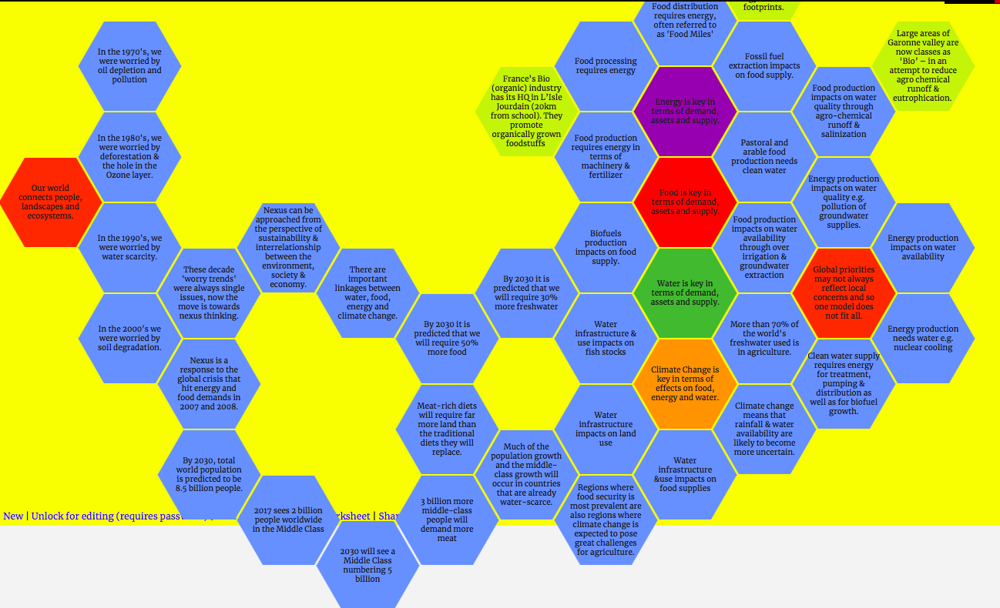 Food distribution
requires energy,
often referred to
as 'Food Miles'
footprints.
In the 1970's, we
were worried by
oil depletion and
pollution
Food processing
requires energy
Fossil fuel
extraction impacts
on food supply.
Large areas of
Garonne valley are
now classes as
‘Bio’ – in an
attempt to reduce
agro chemical
runoff &
eutrophication.
France’s Bio
(organic) industry
has its HQ in L’Isle
Jourdain (20km
from school). They
promote
organically grown
foodstuffs
Energy is key in
terms of demand,
assets and supply.
Food production
impacts on water
quality through
agro-chemical
runoff &
salinization
In the 1980's, we
were worried by
deforestation &
the hole in the
Ozone layer.
Food production
requires energy in
terms of
machinery &
fertilizer
Pastoral and
arable food
production needs
clean water
Our world
connects people,
landscapes and
ecosystems.
Food is key in
terms of demand,
assets and supply.
Energy production
impacts on water
quality e.g.
pollution of
groundwater
supplies.
In the 1990's, we
were worried by
water scarcity.
Nexus can be
approached from
the perspective of
sustainability &
interrelationship
between the
environment,
society &
economy.
Biofuels
production
impacts on food
supply.
Food production
impacts on water
availability
through over
irrigation &
groundwater
extraction
Energy production
impacts on water
availability
These decade
'worry trends'
were always single
issues, now the
move is towards
nexus thinking.
There are
important
linkages between
water, food,
energy and
climate change.
By 2030 it is
predicted that we
will require 30%
more freshwater
Water is key in
terms of demand,
assets and supply.
Global priorities
may not always
reflect local
concerns and so
one model does
not fit all.
In the 2000's we
were worried by
soil degradation.
By 2030 it is
predicted that we
will require 50%
more food
Water
infrastructure &
use impacts on
fish stocks
More than 70% of
the world’s
freshwater used is
in agriculture.
Energy production
needs water e.g.
nuclear cooling
Nexus is a
response to the
global crisis that
hit energy and
food demands in
2007 and 2008.
Climate Change is
key in terms of
effects on food,
energy and water.
Clean water supply
requires energy
for treatment,
pumping &
distribution as
well as for biofuel
growth.
Meat-rich diets
will require far
more land than
the traditional
diets they will
replace.
Water
infrastructure
impacts on land
use
Climate change
means that
rainfall & water
availability are
likely to become
more uncertain.
By 2030, total
world population
is predicted to be
8.5 billion people.
Much of the
population growth
and the middle-
class growth will
occur in countries
that are already
water-scarce.
Water
infrastructure
&use impacts on
food supplies
2017 sees 2 billion
people worldwide
in the Middle Class
3 billion more
middle-class
people will
demand more
meat
Regions where
food security is
most prevalent are
also regions where
climate change is
expected to pose
great challenges
for agriculture.
New | Unlock for editing (requires pass
ksheet | Shar
2030 will see a
Middle Class
numbering 5
billion